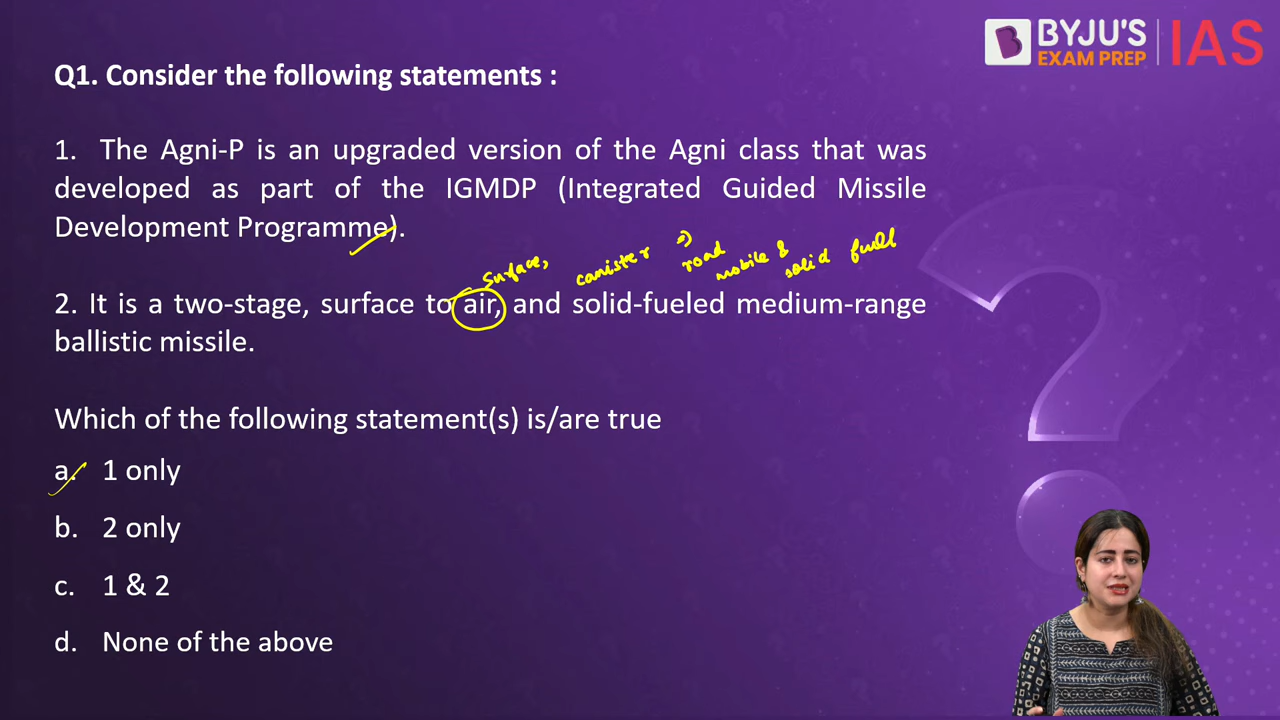 BYJU'S
EXAM PREP
IAS
Q1. Consider the following statements :
1. The Agni-P is an upgraded version of the Agni class that was
developed as part of the IGMDP (Integrated Guided Missile
Development Programme).
surface, canister road mobile & solid fuell
2. It is a two-stage, surface to air, and solid-fueled medium-range
ballistic missile.
Which of the following statement(s) is/are true
a. 1 only
b. 2 only
c. 1 & 2
d. None of the above